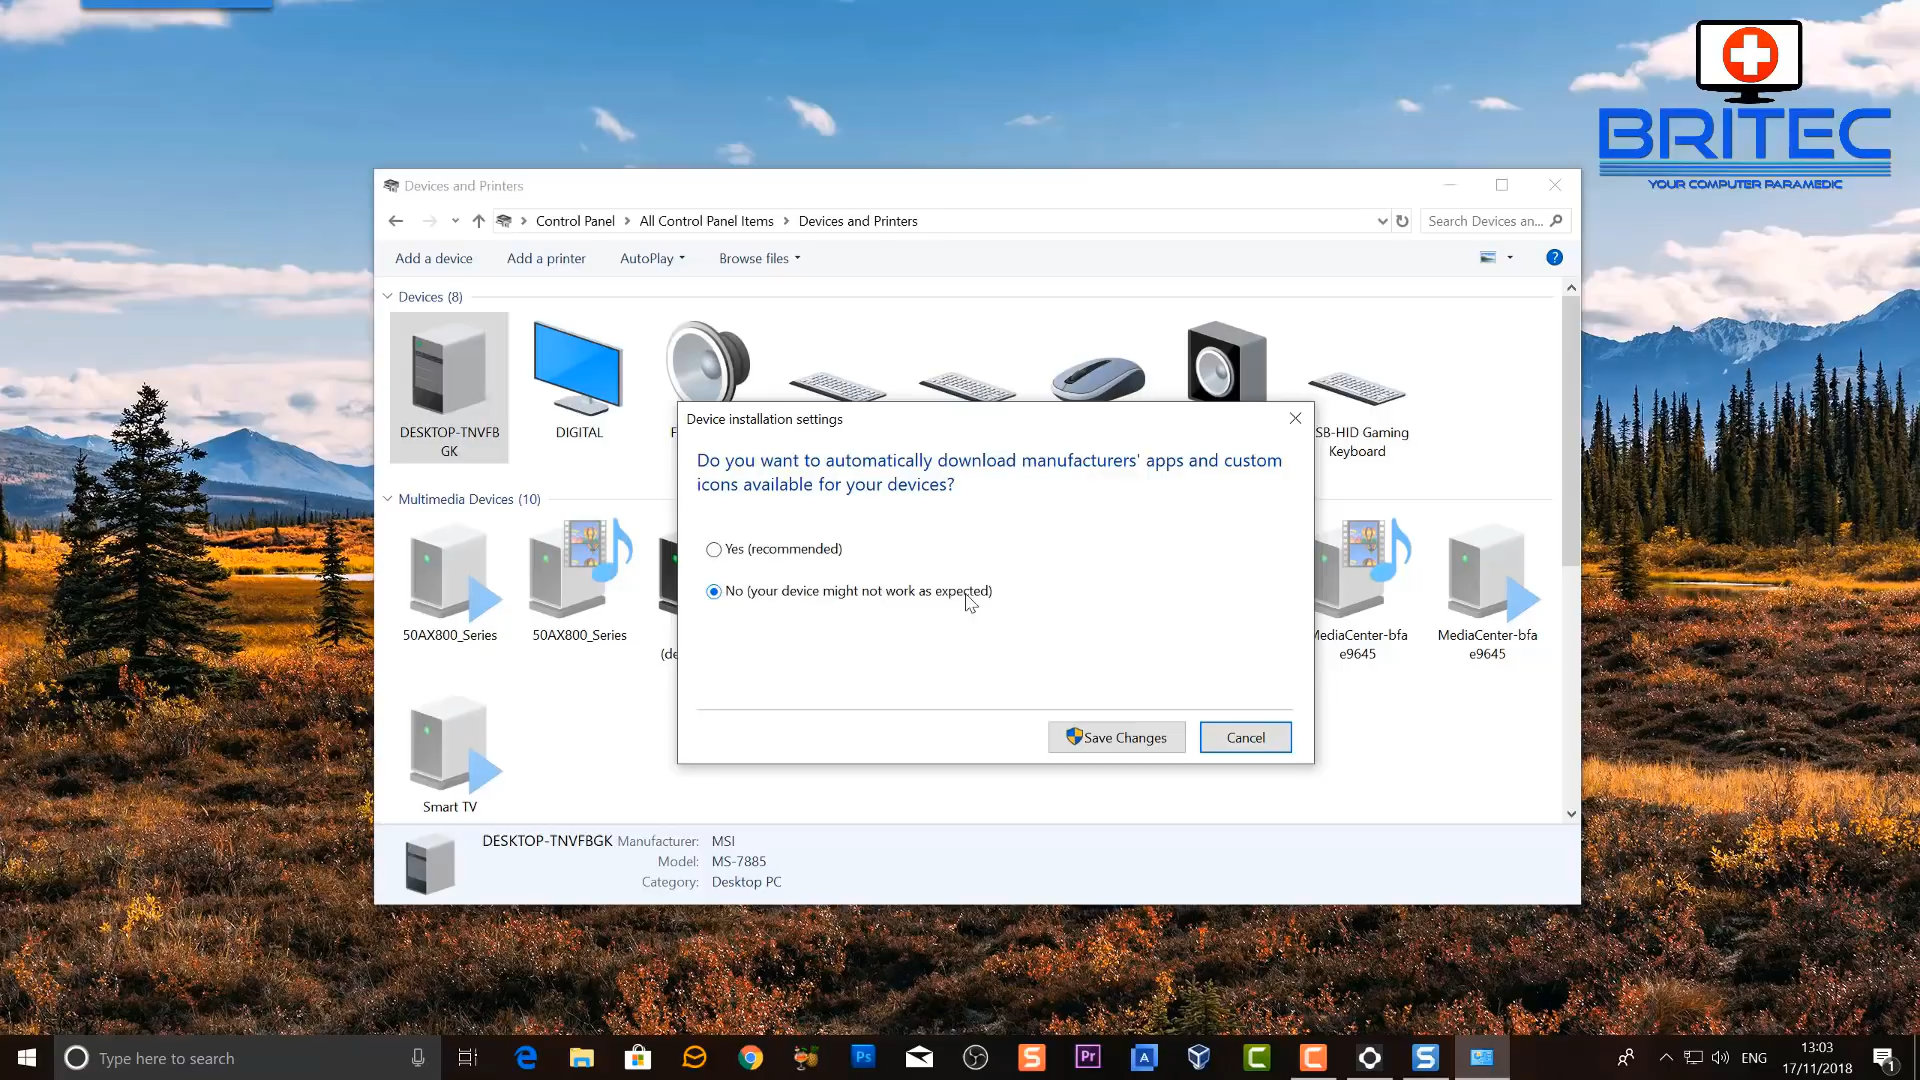 BRITEC
YOUR COMPUTER PARAMEDIC
Devices and Printers
Control Panel > All Control Panel Items > Devices and Printers
Search Devices an...
Add a device
Add a printer
AutoPlay
Browse files
Devices (8)
DESKTOP-TNVFB
GK
DIGITAL
SB-HID Gaming
Keyboard
Device installation settings
Do you want to automatically download manufacturers' apps and custom
icons available for your devices?
Yes (recommended)
No (your device might not work as expected)
Save Changes
Cancel
Multimedia Devices (10)
50AX800_Series
50AX800_Series
(de
MediaCenter-bfa
e9645
MediaCenter-bfa
e9645
Smart TV
DESKTOP-TNVFBGK Manufacturer: MSI
Model: MS-7885
Category: Desktop PC
Type here to search
Ps
Pr
ENG
13:03
17/11/2018
1